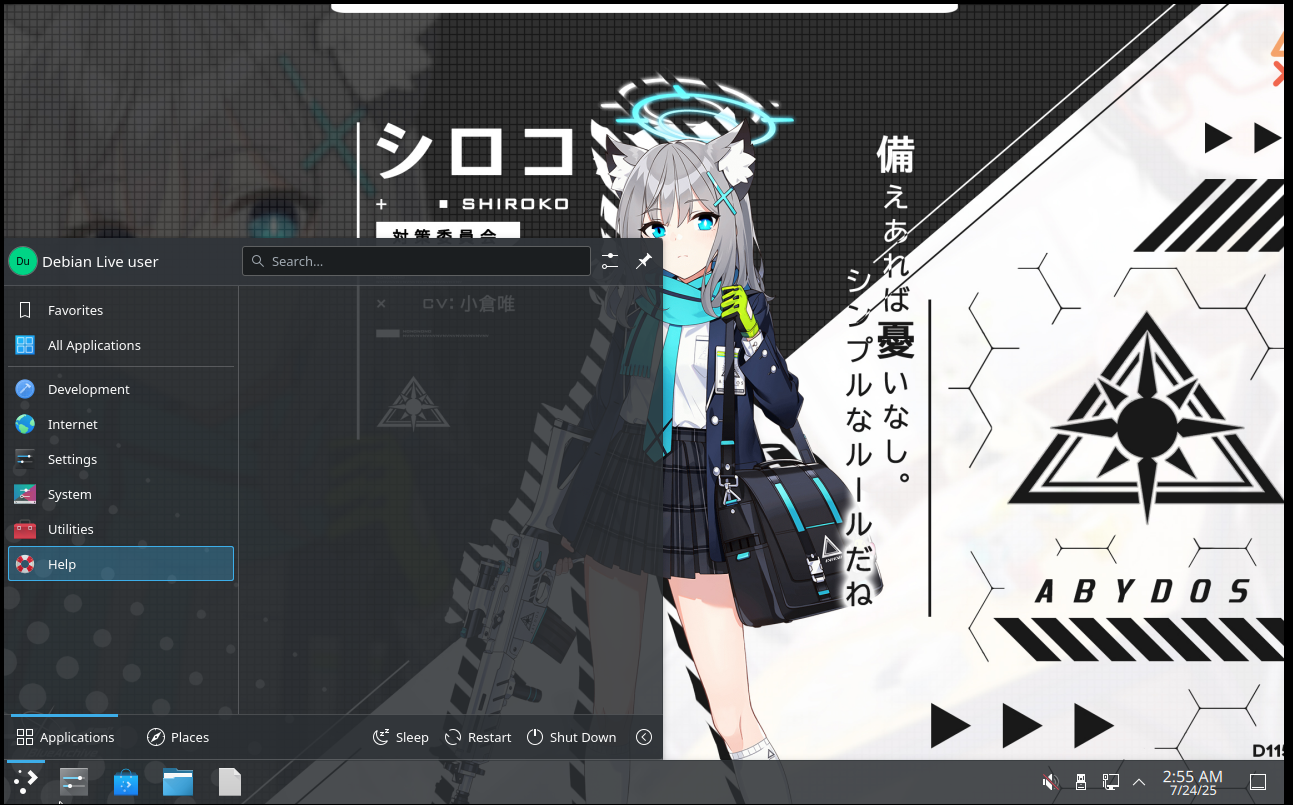 シロコ
+ ■ SHIROKO
対策委員会
× CV: 小倉唯
備えあれば憂いなし。
シンプルなルールだね
ABYDOS
Du
Debian Live user
Search...
Favorites
All Applications
Development
Internet
Settings
System
Utilities
Help
Applications
Places
Sleep
Restart
Shut Down
2:55 AM
7/24/25